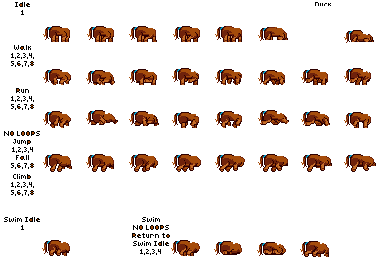 Idle
1
Duck
Walk
1,2,3,4,
5,6,7,8
Run
1,2,3,4,
5,6,7,8
NO LOOPS
Jump
1,2,3,4
Fall
5,6,7,8
Climb
1,2,3,4,
5,6,7,8
Swim Idle
1
Swim
NO LOOPS
Return to
Swim Idle
1,2,3,4